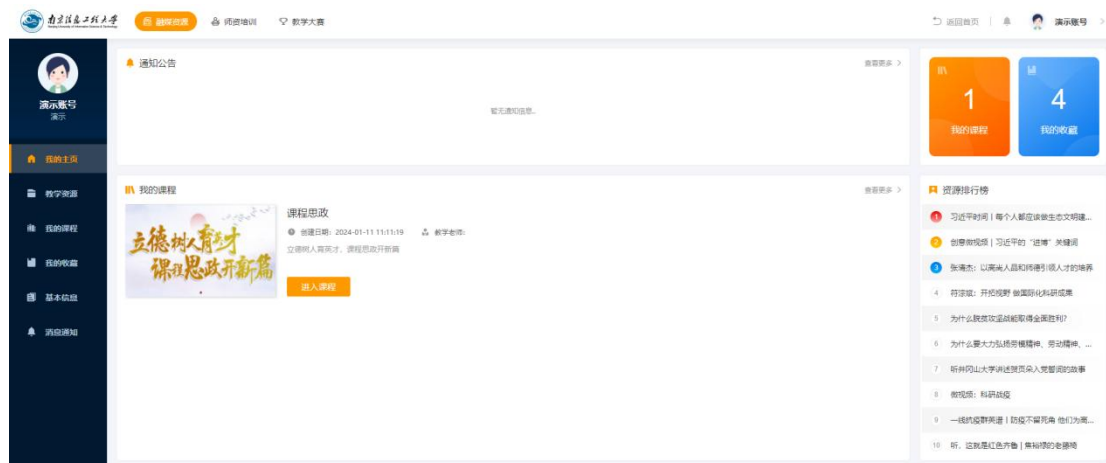 南京信息工程大学
融媒资源
师资培训
教学大赛
返回首页
演示账号
演示账号
演示
我的主页
教学资源
我的课程
我的收藏
基本信息
消息通知
通知公告
查看更多
暂无通知信息..
1
我的课程
4
我的收藏
我的课程
查看更多
立德树人育英才
课程思政开新篇
课程思政
创建日期：2024-01-11 11:11:19
教学老师:
立德树人育英才，课程思政开新篇
进入课程
资源排行榜
1 习近平时间 | 每个人都应该做生态文明建...
2 创意微视频 | 习近平的“进博”关键词
3 以高尚人品和师德引领人才的培养
4 开拓视野 做国际化科研成果
5 为什么脱贫攻坚战能取得全面胜利?
6 为什么要大力弘扬劳模精神、劳动精神、...
7 听井冈山大学讲述贺页朵入党誓词的故事
8 微视频：科研战疫
9 一线抗疫群英谱 | 防疫不留死角 他们为高...
10 听，这就是红色齐鲁 | 焦裕禄的老藤椅